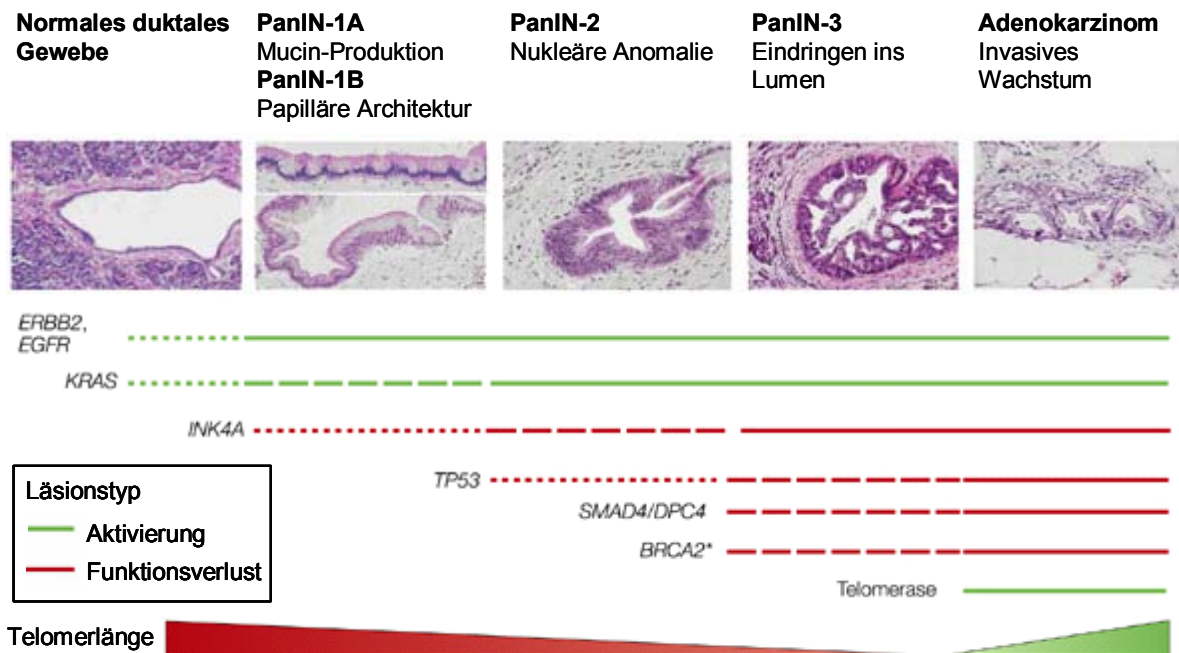 Normales duktales
Gewebe
PanIN-1A
Mucin-Produktion
PanIN-1B
Papilläre Architektur
PanIN-2
Nukleäre Anomalie
PanIN-3
Eindringen ins
Lumen
Adenokarzinom
Invasives
Wachstum
ERBB2,
EGFR
KRAS
INK4A
TP53
SMAD4/DPC4
BRCA2*
Telomerase
Läsionstyp
Aktivierung
Funktionsverlust
Telomerlänge